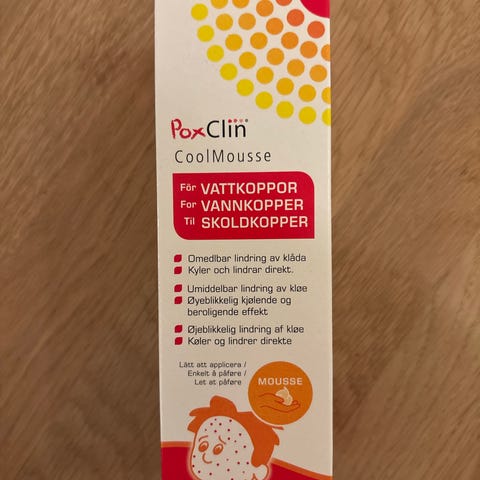 PoxClin
CoolMousse
För VATTKOPPOR
For VANNKOPPER
Til SKOLDKOPPER
Omedlbar lindring av klåda
Kyler och lindrar direkt.
Umiddelbar lindring av kløe
Øyeblikkelig kjølende og
beroligende effekt
Øjeblikkelig lindring af kløe
Køler og lindrer direkte
Lätt att applicera /
Enkelt å påføre /
Let at påføre
MOUSSE